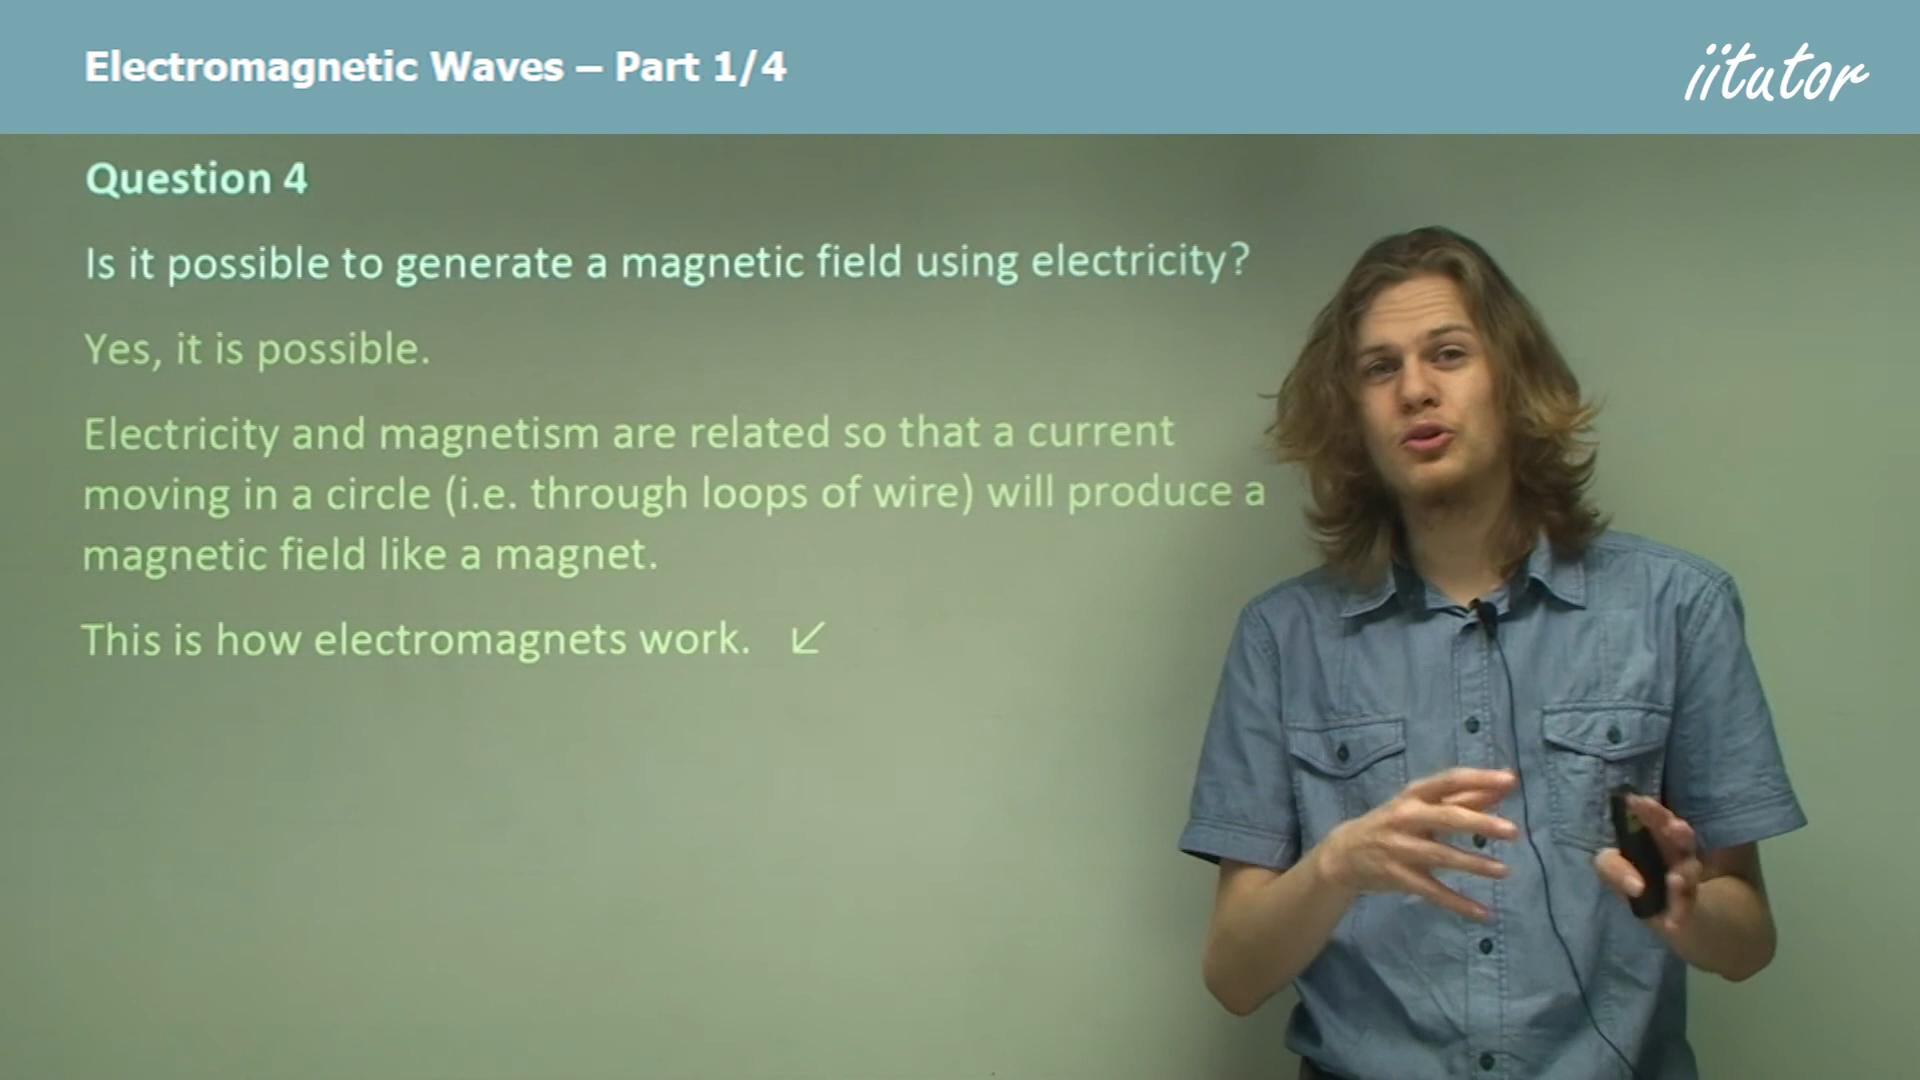 Electromagnetic Waves – Part 1/4
iitutor
Question 4
Is it possible to generate a magnetic field using electricity?
Yes, it is possible.
Electricity and magnetism are related so that a current
moving in a circle (i.e. through loops of wire) will produce a
magnetic field like a magnet.
This is how electromagnets work. ↙